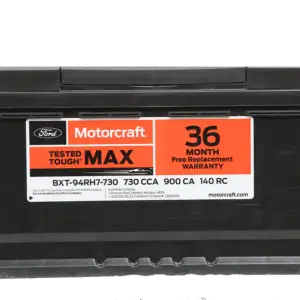 Ford
Motorcraft
TESTED
TOUGH MAX
36
MONTH
Free Replacement
WARRANTY
BXT-94RH7-730 730 CCA 900 CA 140 RC
motorcraft.com